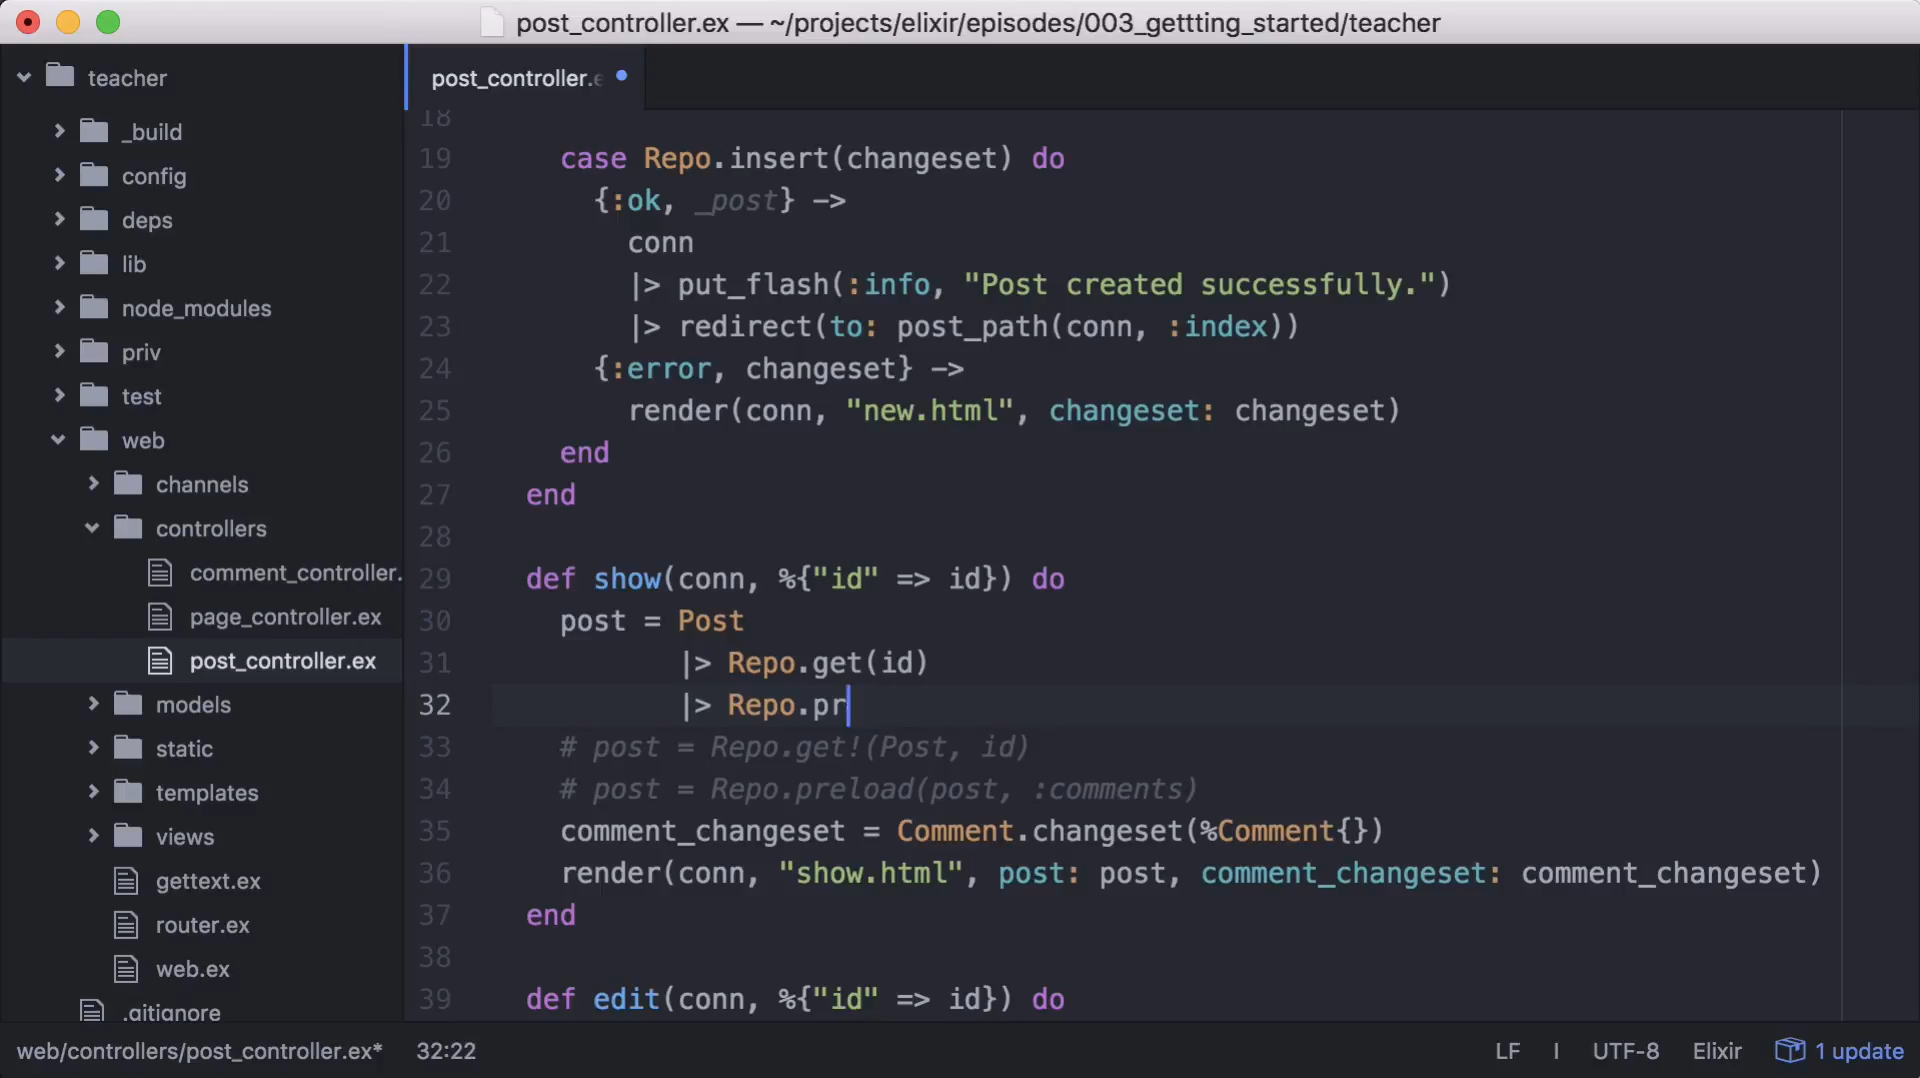 post_controller.ex — ~/projects/elixir/episodes/003_gettting_started/teacher
teacher
_build
config
deps
lib
node_modules
priv
test
web
channels
controllers
comment_controller.
page_controller.ex
post_controller.ex
models
static
templates
views
gettext.ex
router.ex
web.ex
.gitignore
post_controller.e
18
19 case Repo.insert(changeset) do
20 {:ok, _post} ->
21 conn
22 |> put_flash(:info, "Post created successfully.")
23 |> redirect(to: post_path(conn, :index))
24 {:error, changeset} ->
25 render(conn, "new.html", changeset: changeset)
26 end
27 end
28
29 def show(conn, %{"id" => id}) do
30 post = Post
31 |> Repo.get(id)
32 |> Repo.pr
33 # post = Repo.get!(Post, id)
34 # post = Repo.preload(post, :comments)
35 comment_changeset = Comment.changeset(%Comment{})
36 render(conn, "show.html", post: post, comment_changeset: comment_changeset)
37 end
38
39 def edit(conn, %{"id" => id}) do
web/controllers/post_controller.ex* 32:22 LF I UTF-8 Elixir 1 update